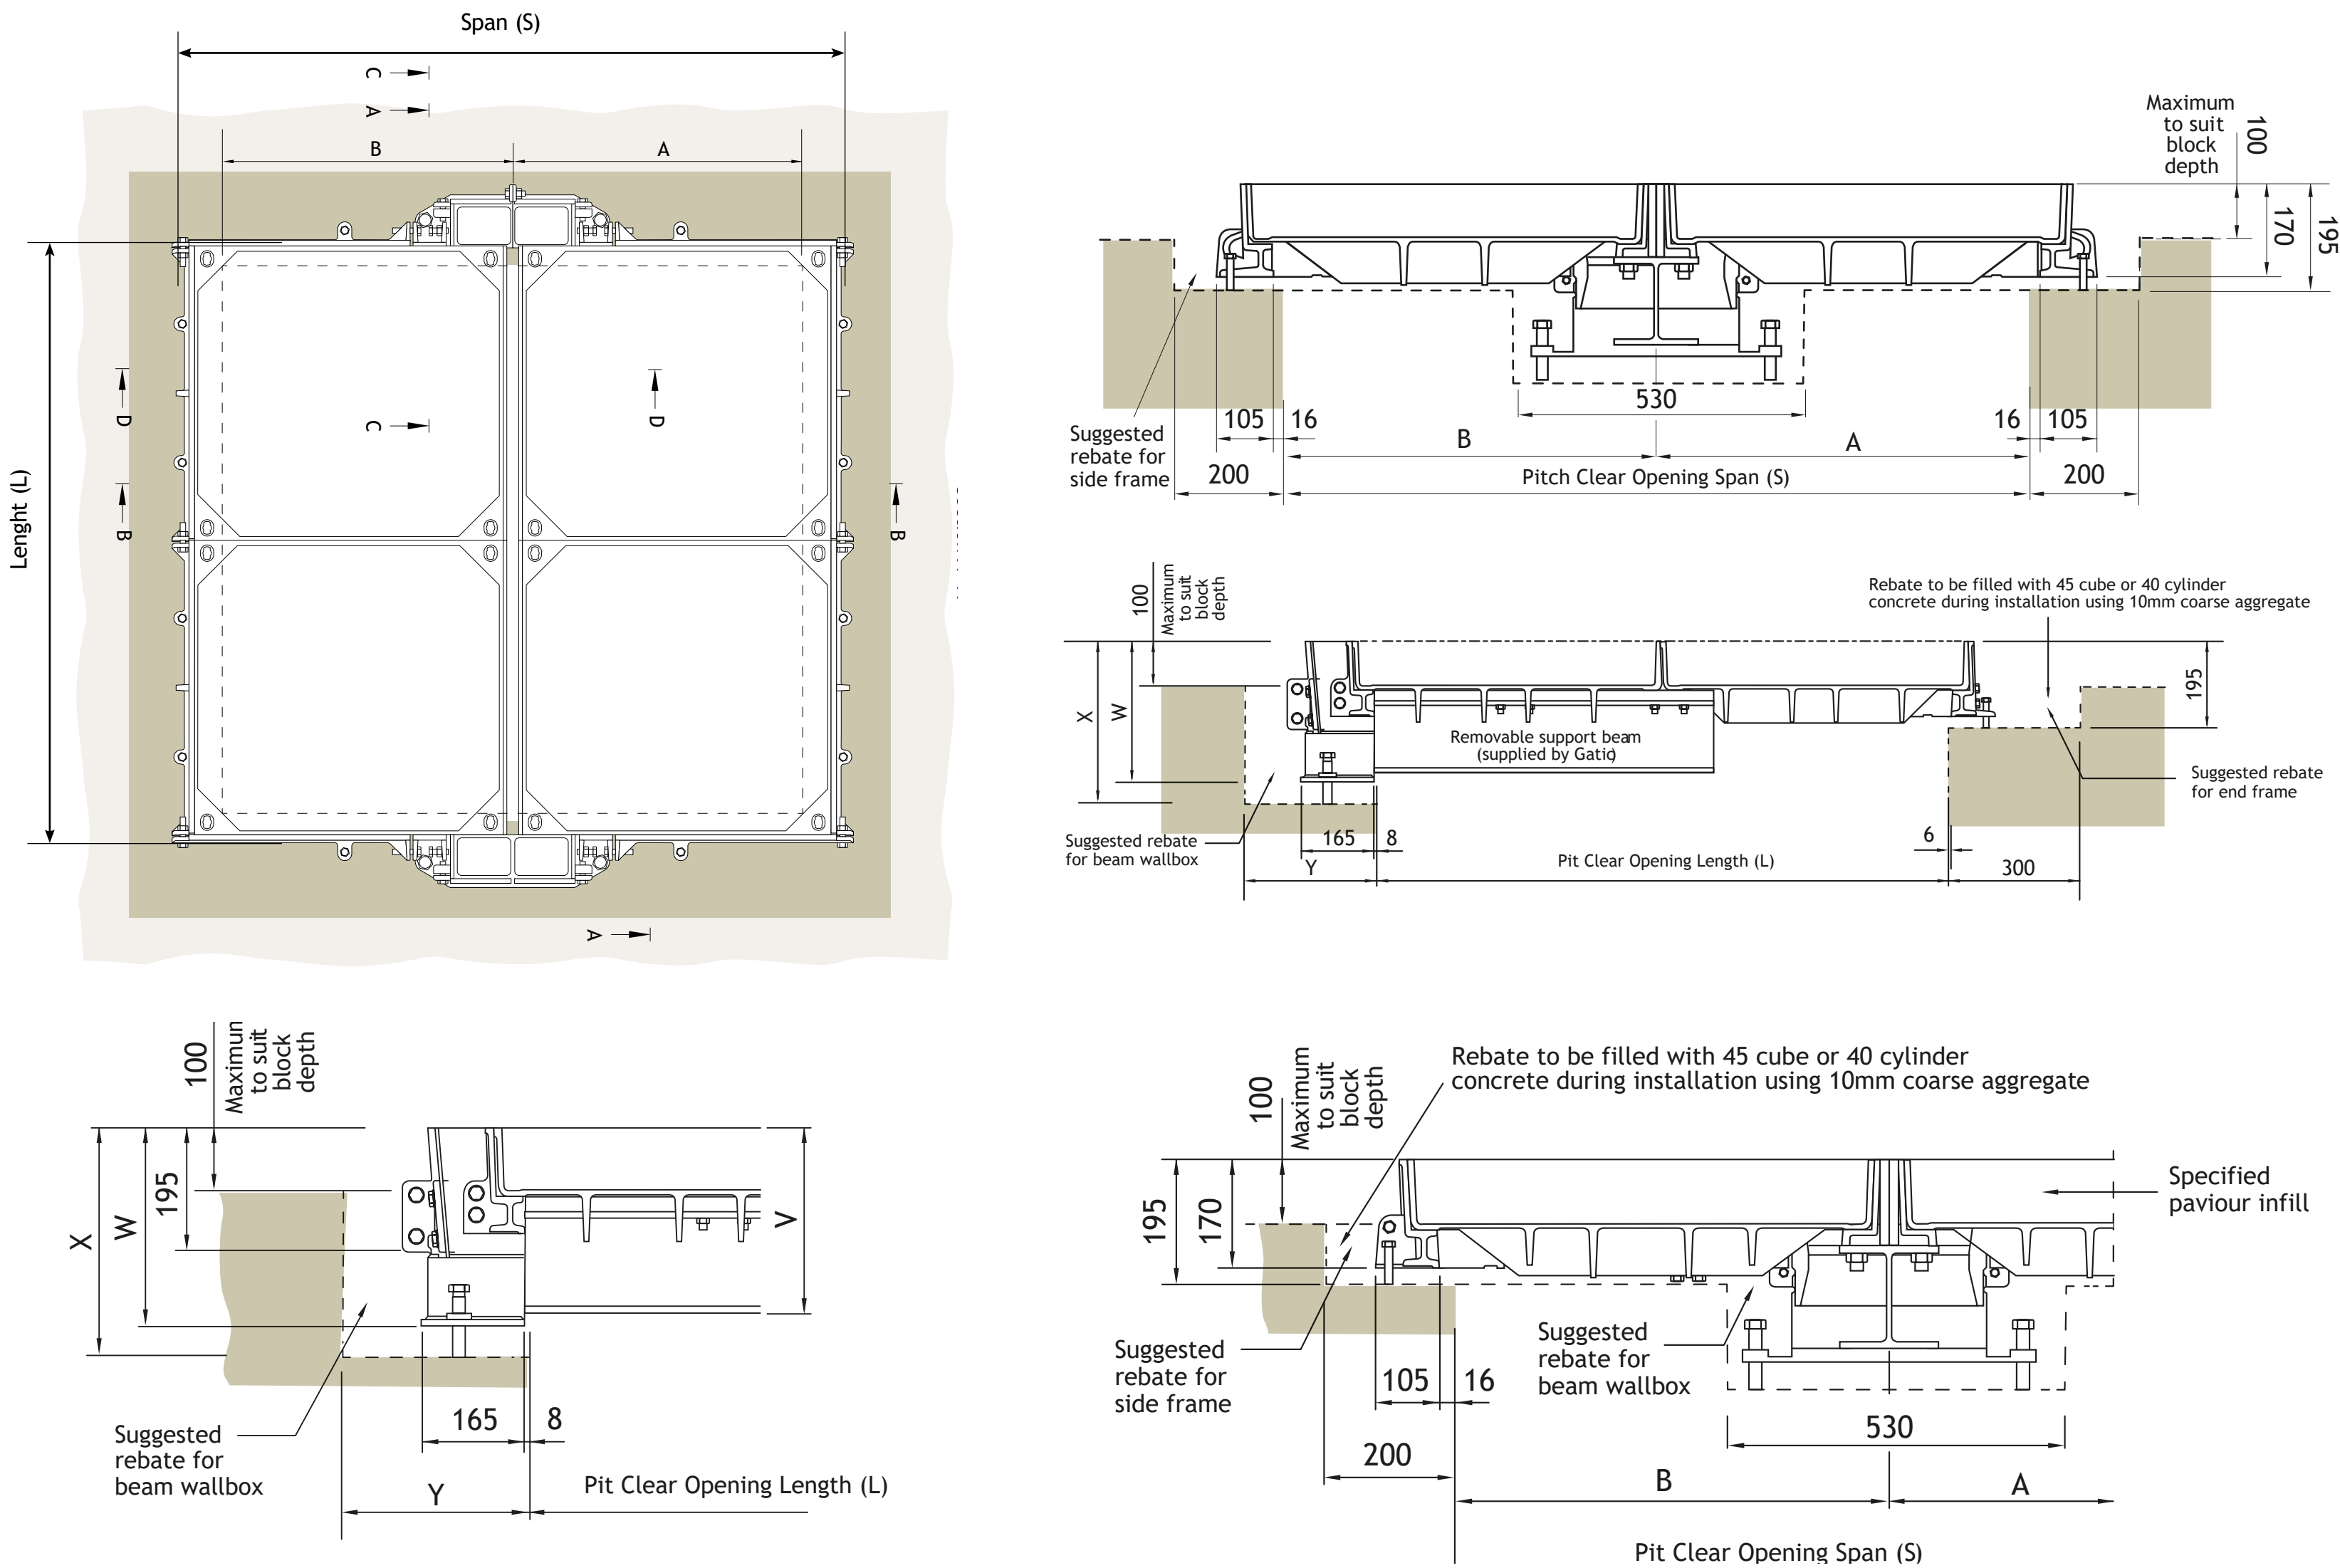 Span (S)
C
A
B
A
Lenght (L)
D
D
C
B
B
A
Maximum
to suit
block
depth
100
170
195
Suggested
rebate for
side frame
105
16
530
16
105
B
A
200
Pitch Clear Opening Span (S)
200
100
Maximum
to suit
block
depth
Rebate to be filled with 45 cube or 40 cylinder
concrete during installation using 10mm coarse aggregate
X
W
195
Removable support beam
(supplied by Gatic)
Suggested rebate
for end frame
Suggested rebate
for beam wallbox
165
8
6
Y
Pit Clear Opening Length (L)
300
100
Maximun
to suit
block
depth
X
W
195
V
Suggested
rebate for
beam wallbox
165
8
Y
Pit Clear Opening Length (L)
100
Maximum
to suit
block
depth
Rebate to be filled with 45 cube or 40 cylinder
concrete during installation using 10mm coarse aggregate
195
170
Specified
paviour infill
Suggested
rebate for
side frame
Suggested
rebate for
beam wallbox
105
16
200
530
B
A
Pit Clear Opening Span (S)